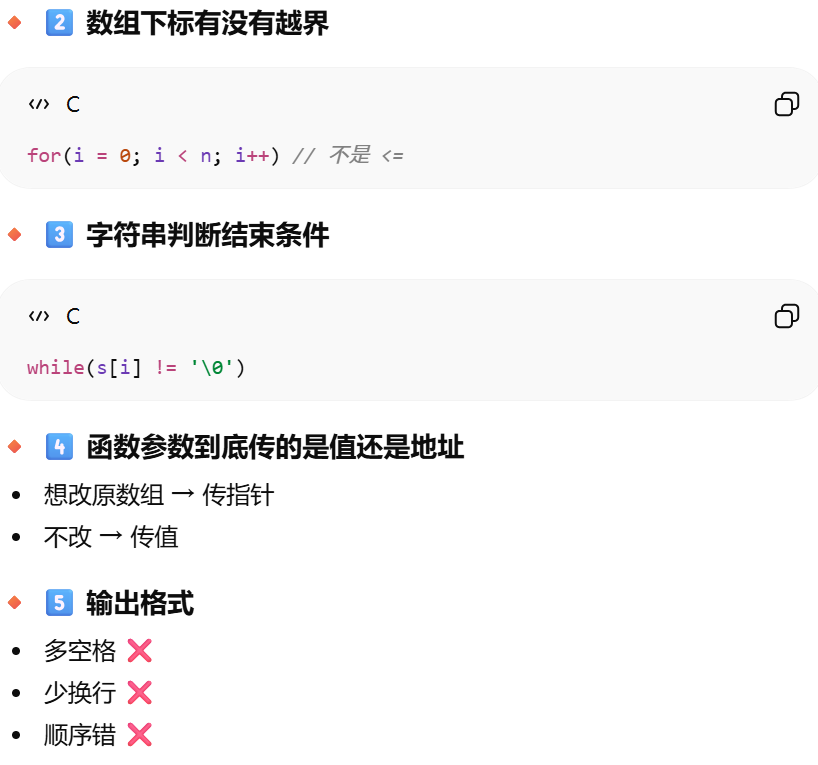 2 数组下标有没有越界
C
for(i = 0; i < n; i++) // 不是 <=
3 字符串判断结束条件
C
while(s[i] != '\0')
4 函数参数到底传的是值还是地址
想改原数组 → 传指针
不改 → 传值
5 输出格式
多空格 ❌
少换行 ❌
顺序错 ❌